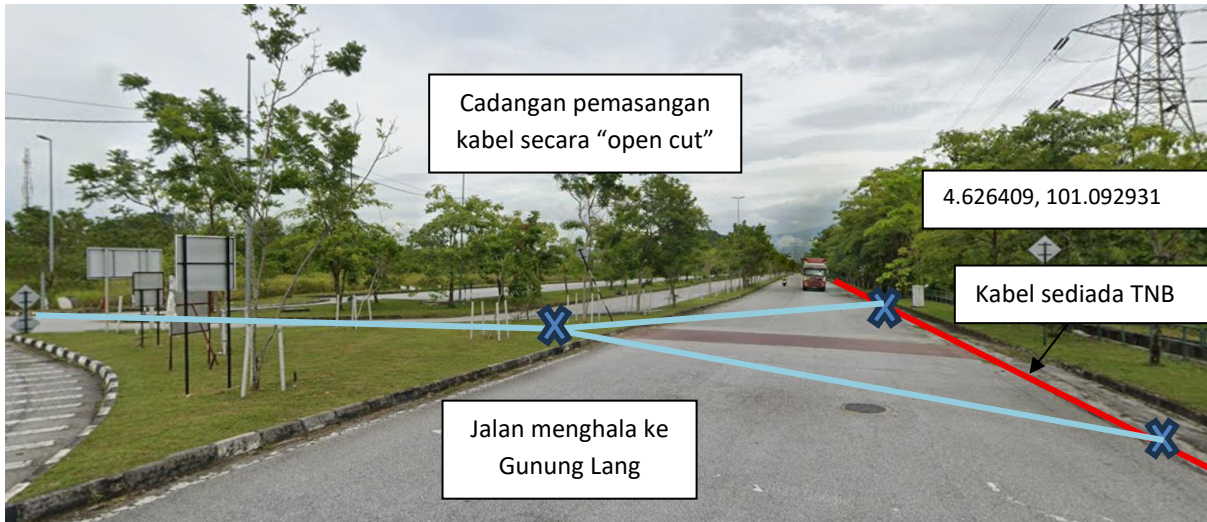 Cadangan pemasangan
kabel secara “open cut”
4.626409, 101.092931
Kabel sediada TNB
Jalan menghala ke
Gunung Lang